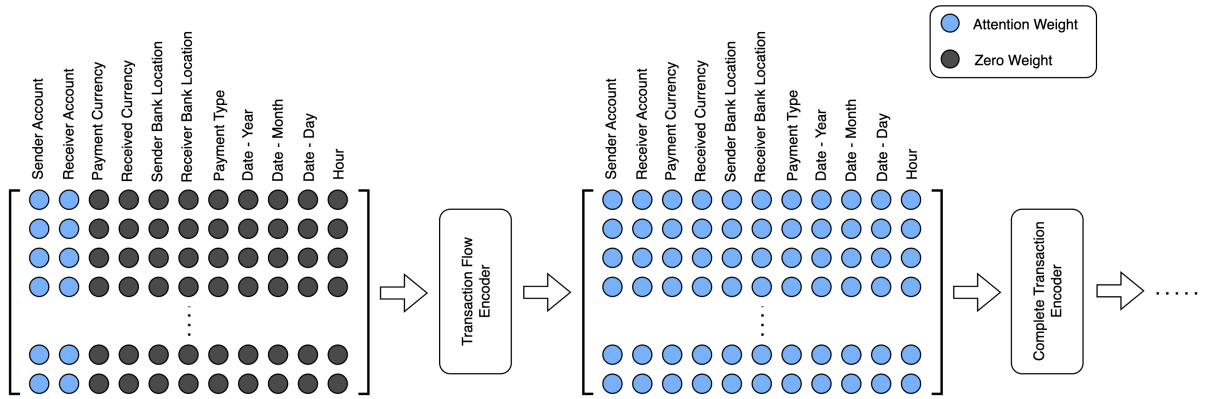 Attention Weight
Zero Weight
Sender Account
Receiver Account
Payment Currency
Received Currency
Sender Bank Location
Receiver Bank Location
Payment Type
Date - Year
Date - Month
Date - Day
Hour
Transaction Flow
Encoder
Sender Account
Receiver Account
Payment Currency
Received Currency
Sender Bank Location
Receiver Bank Location
Payment Type
Date - Year
Date - Month
Date - Day
Hour
Complete Transaction
Encoder